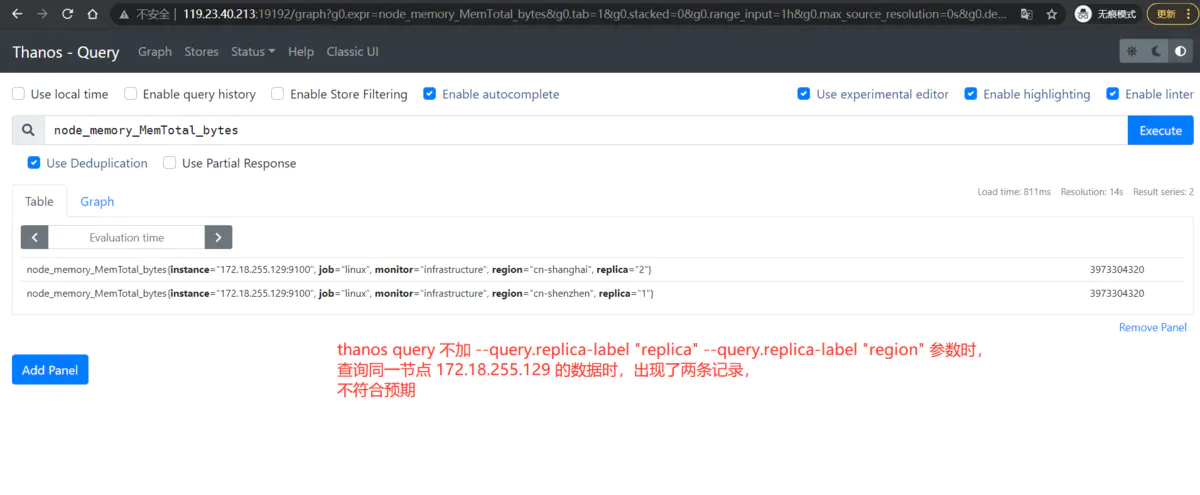 不安全 | 119.23.40.213:19192/graph?g0.expr=node_memory_MemTotal_bytes&g0.tab=1&g0.stacked=0&g0.range_input=1h&g0.max_source_resolution=0s&g0.de... 无痕模式 更新
Thanos - Query Graph Stores Status Help Classic UI
Use local time Enable query history Enable Store Filtering Enable autocomplete Use experimental editor Enable highlighting Enable linter
node_memory_MemTotal_bytes Execute
Use Deduplication Use Partial Response
Table Graph Load time: 811ms Resolution: 14s Result series: 2
Evaluation time
node_memory_MemTotal_bytes{instance="172.18.255.129:9100", job="linux", monitor="infrastructure", region="cn-shanghai", replica="2"} 3973304320
node_memory_MemTotal_bytes{instance="172.18.255.129:9100", job="linux", monitor="infrastructure", region="cn-shenzhen", replica="1"} 3973304320
Remove Panel
thanos query 不加 --query.replica-label "replica" --query.replica-label "region" 参数时，
查询同一节点 172.18.255.129 的数据时，出现了两条记录，
不符合预期
Add Panel